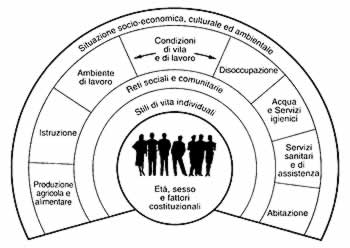 Situazione socio-economica, culturale ed ambientale
Condizioni
di vita
e di lavoro
Ambiente
di lavoro
Disoccupazione
Istruzione
Acqua
e Servizi
igienici
Produzione
agricola e
alimentare
Servizi
sanitari
e di
assistenza
Abitazione
Reti sociali e comunitarie
Stili di vita individuali
Età, sesso
e fattori
costituzionali